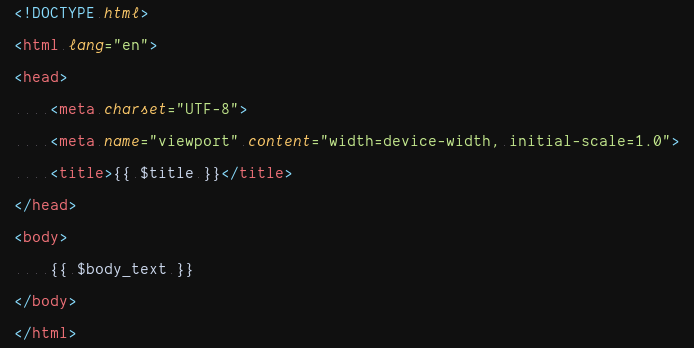 <!DOCTYPE html>
<html lang="en">
<head>
    <meta charset="UTF-8">
    <meta name="viewport" content="width=device-width, initial-scale=1.0">
    <title>{{ $title }}</title>
</head>
<body>
    {{ $body_text }}
</body>
</html>